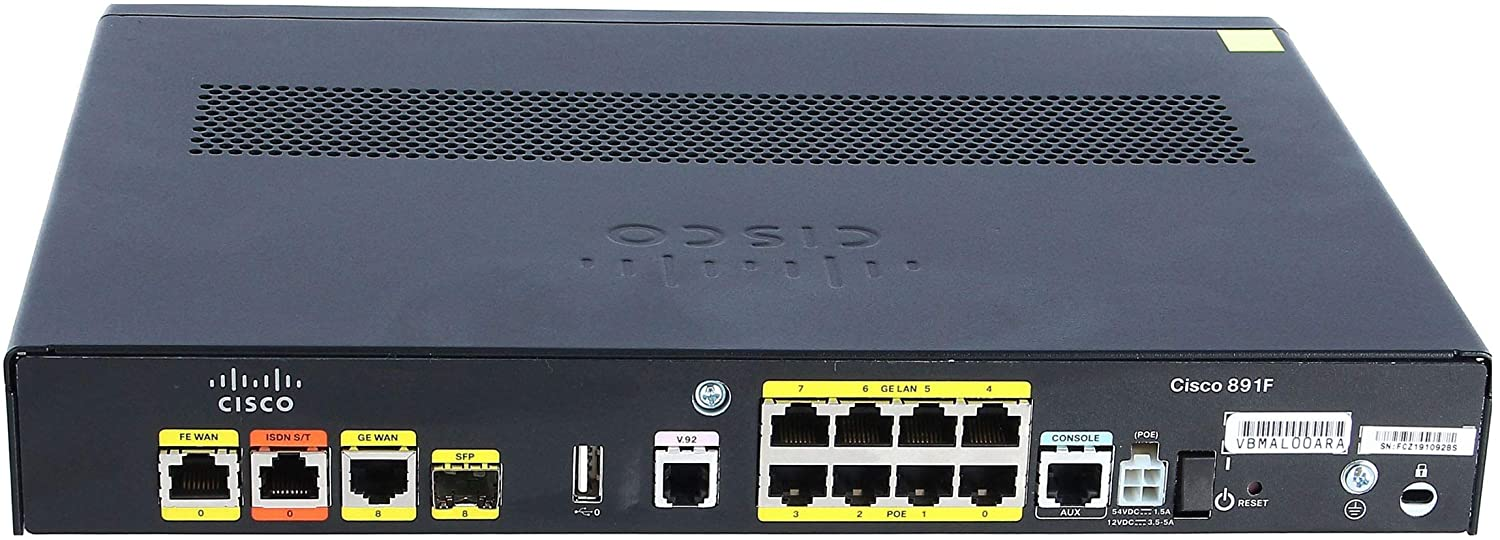 CISCO
CISCO
Cisco 891F
FE WAN
0
ISDN S/T
0
GE WAN
8
SFP
8
0
V.92
7 6 GE LAN 5 4
3 2 POE 1 0
CONSOLE
AUX
(POE)
54VDC 1.5A
12VDC 3.5-5A
RESET
VBMAL00ARA
SN:FCZ1910928S